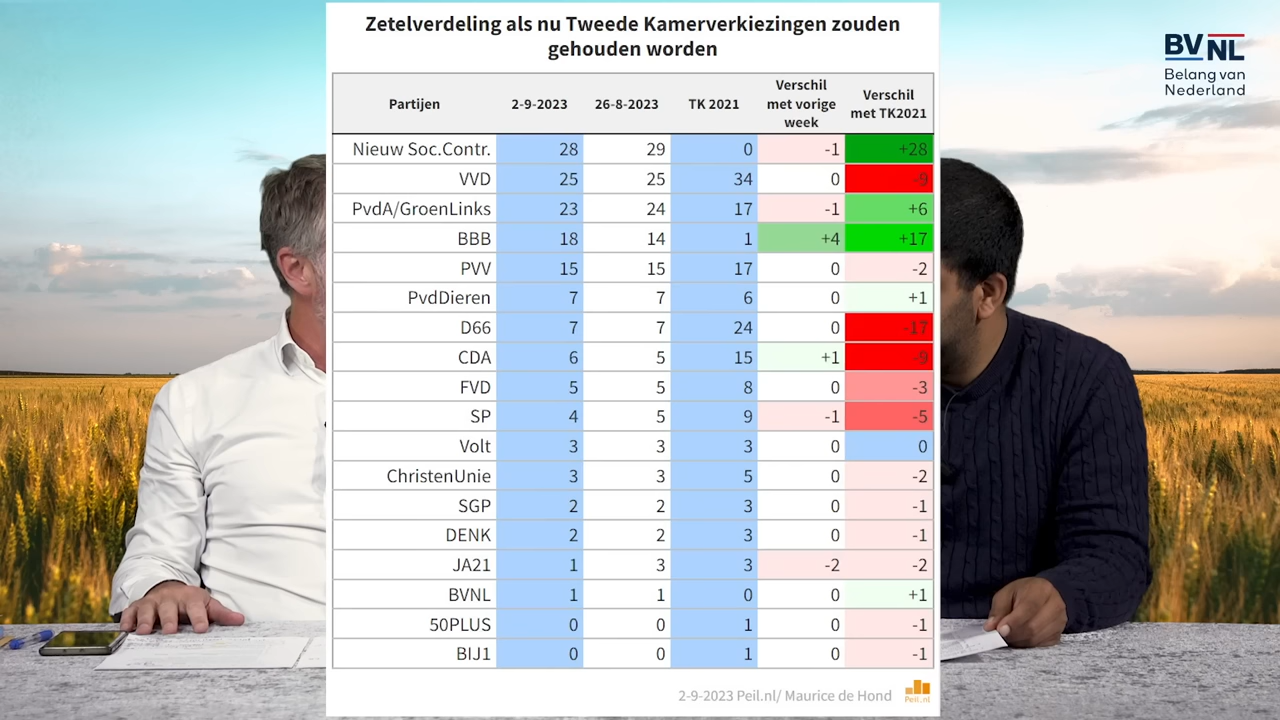 Zetelverdeling als nu Tweede Kamerverkiezingen zouden
gehouden worden
Partijen 2-9-2023 26-8-2023 TK 2021 Verschil met vorige week Verschil met TK2021
Nieuw Soc.Contr. 28 29 0 -1 +28
VVD 25 25 34 0 -9
PvdA/GroenLinks 23 24 17 -1 +6
BBB 18 14 1 +4 +17
PVV 15 15 17 0 -2
PvdDieren 7 7 6 0 +1
D66 7 7 24 0 -17
CDA 6 5 15 +1 -9
FVD 5 5 8 0 -3
SP 4 5 9 -1 -5
Volt 3 3 3 0 0
ChristenUnie 3 3 5 0 -2
SGP 2 2 3 0 -1
DENK 2 2 3 0 -1
JA21 1 3 3 -2 -2
BVNL 1 1 0 0 +1
50PLUS 0 0 1 0 -1
BIJ1 0 0 1 0 -1
2-9-2023 Peil.nl/ Maurice de Hond
Peil.nl
BVNL
Belang van
Nederland